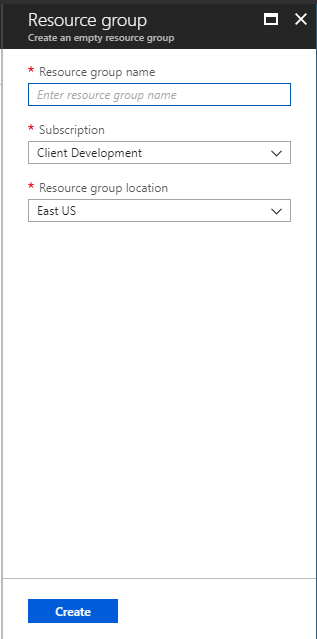 Resource group
Create an empty resource group
* Resource group name
Enter resource group name
* Subscription
Client Development
* Resource group location
East US
Create